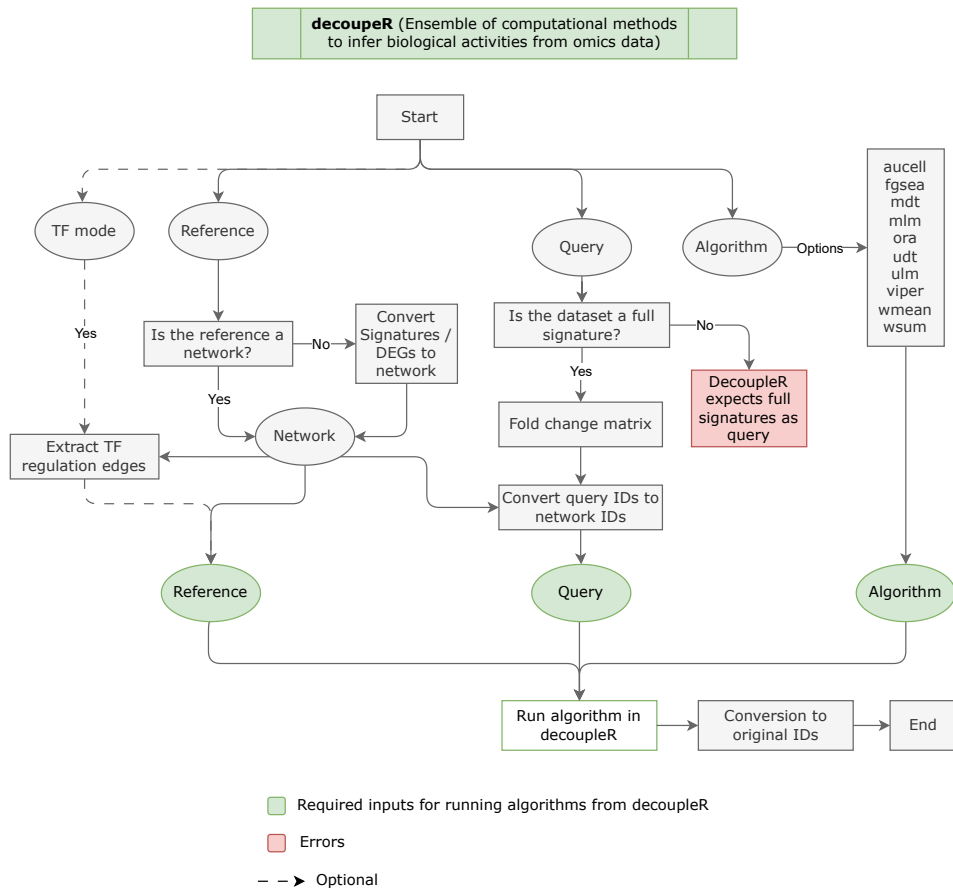 decoupeR (Ensemble of computational methods
to infer biological activities from omics data)
Start
TF mode
Reference
Query
Algorithm
Options
aucell
fgsea
mdt
mlm
ora
udt
ulm
viper
wmean
wsum
Yes
Is the reference a
network?
No
Convert
Signatures /
DEGs to
network
Is the dataset a full
signature?
No
Yes
Yes
DecoupleR
expects full
signatures as
query
Fold change matrix
Network
Extract TF
regulation edges
Convert query IDs to
network IDs
Reference
Query
Algorithm
Run algorithm in
decoupleR
Conversion to
original IDs
End
Required inputs for running algorithms from decoupleR
Errors
Optional